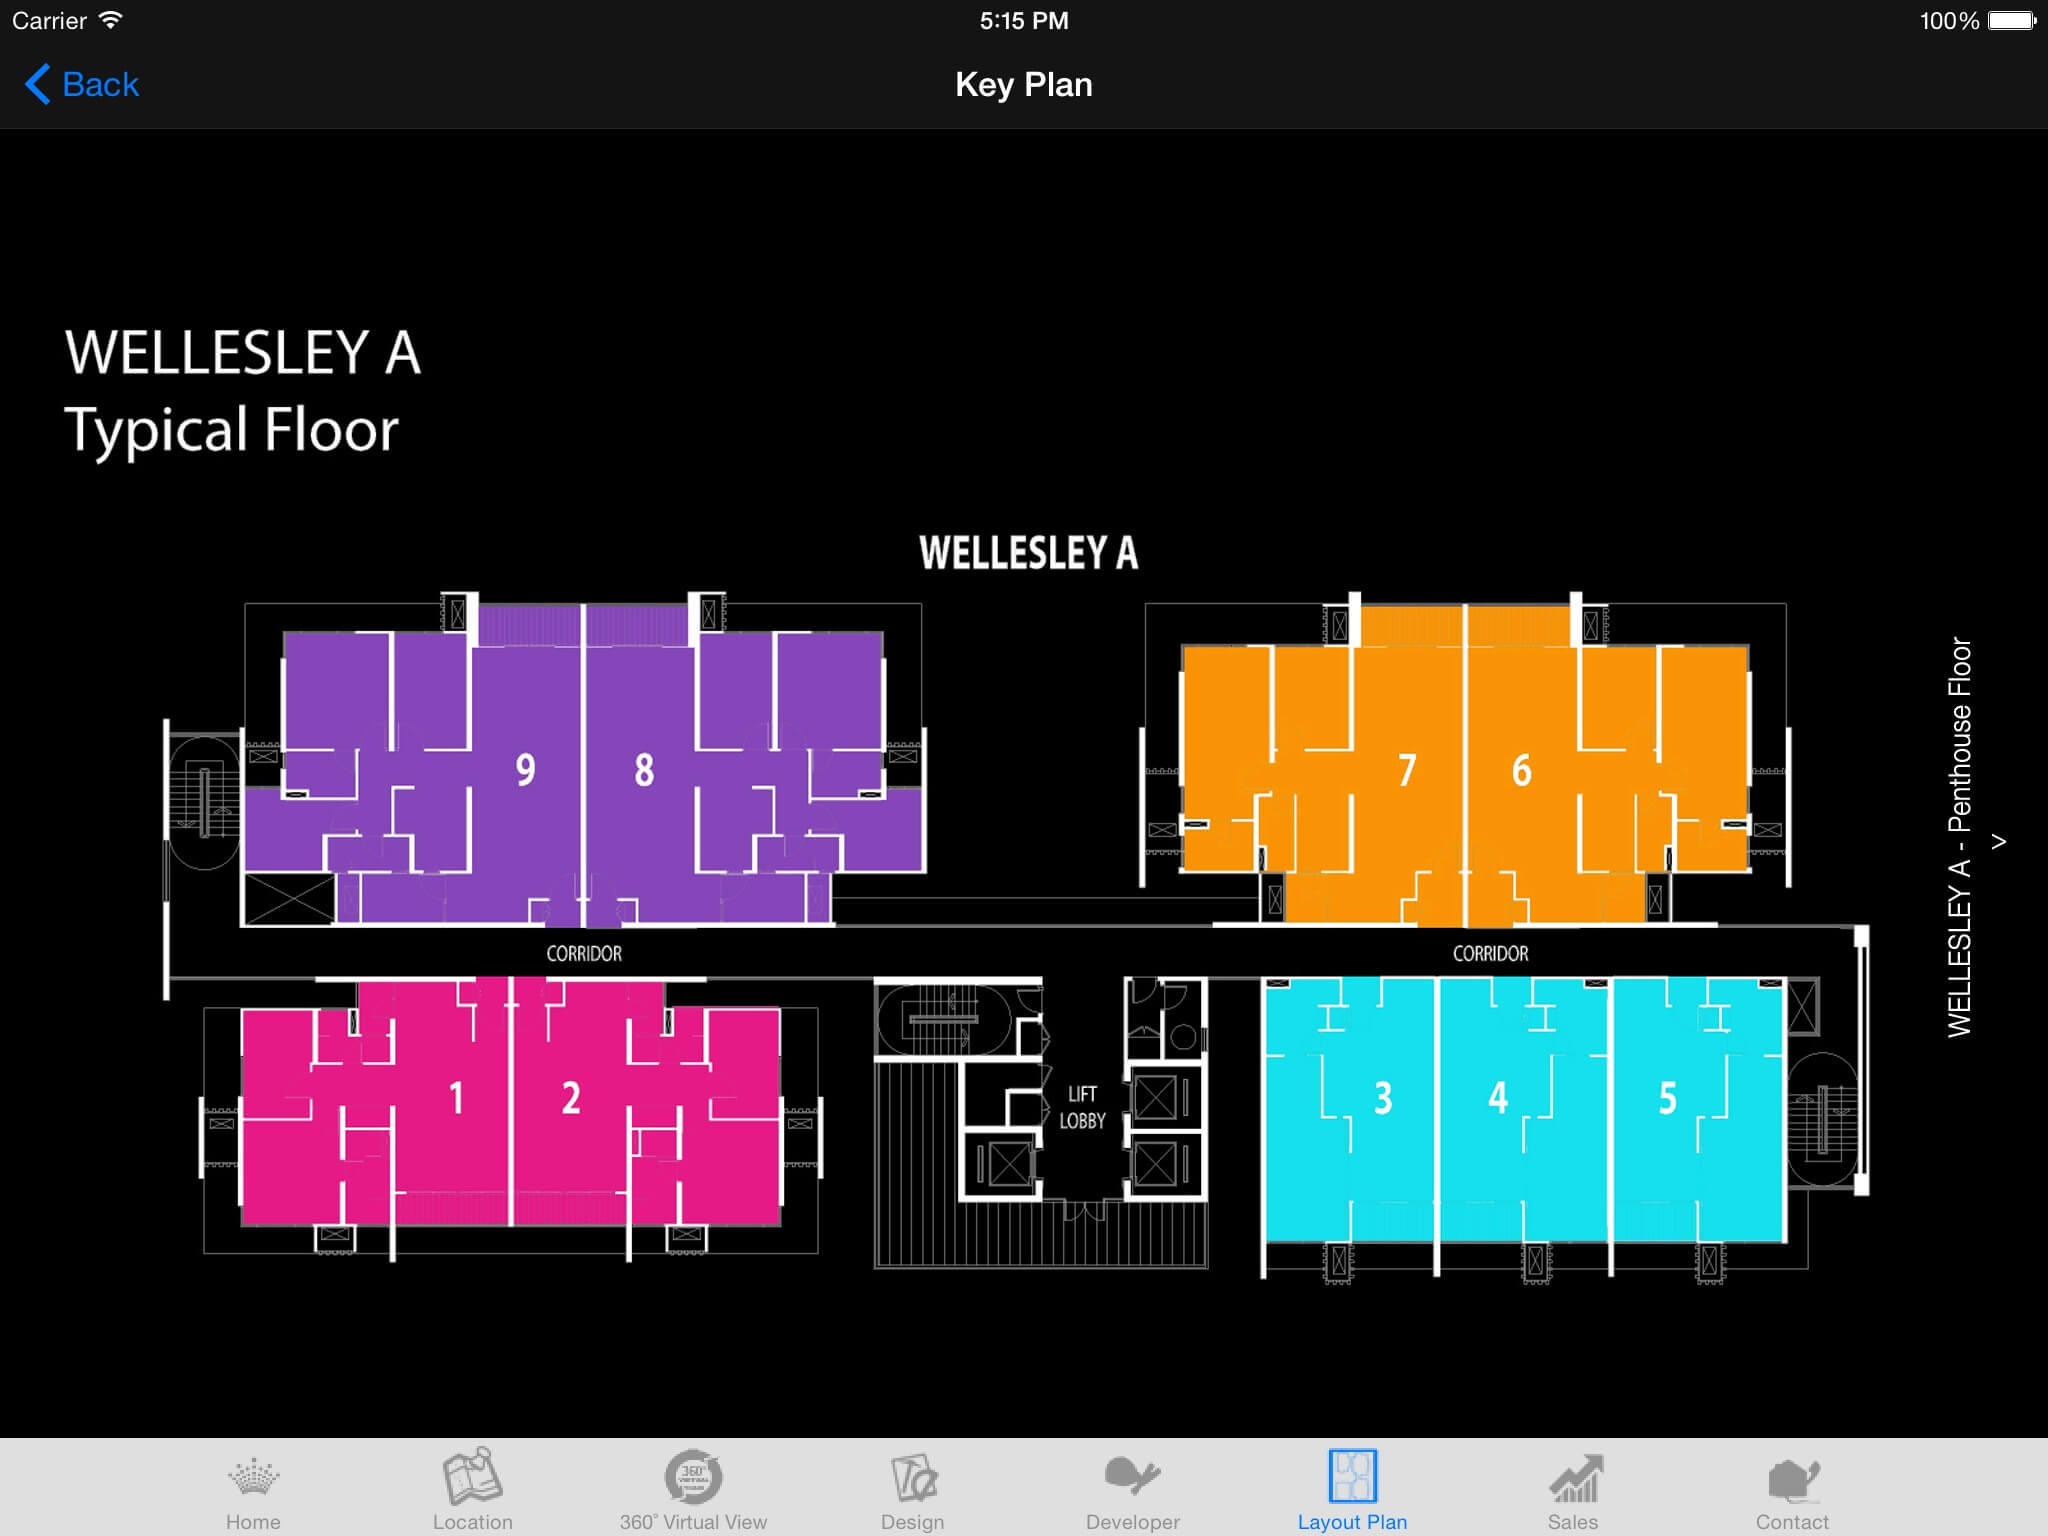 Carrier
5:15 PM
100%
Back
Key Plan
WELLESLEY A
Typical Floor
WELLESLEY A
9
8
7
6
CORRIDOR
CORRIDOR
1
2
LIFT
LOBBY
3
4
5
WELLESLEY A - Penthouse Floor
>
360°
VIRTUAL
Home
Location
360° Virtual View
Design
Developer
Layout Plan
Sales
Contact